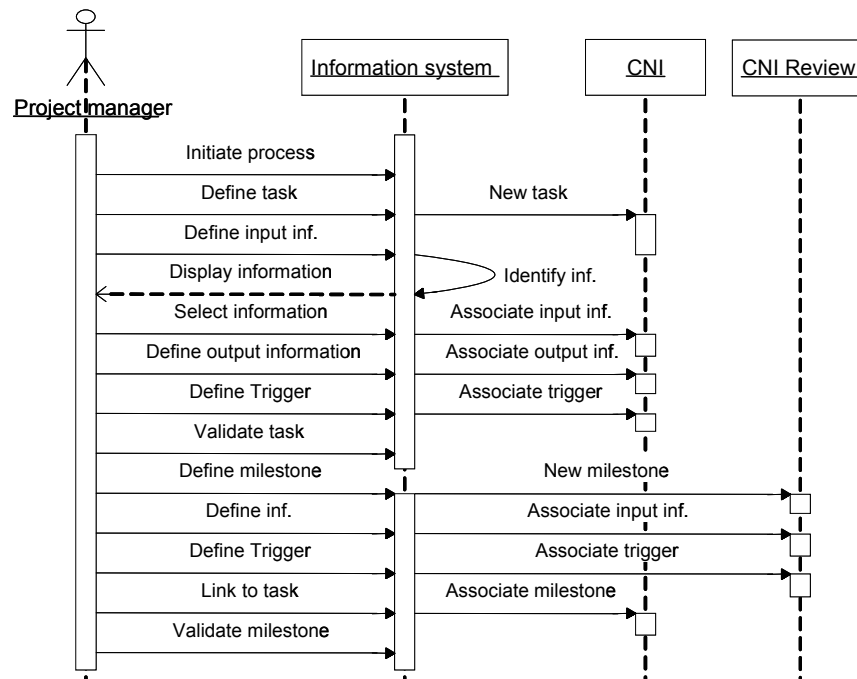 Information system
CNI
CNI Review
Project manager
Initiate process
Define task
New task
Define input inf.
Display information
Identify inf.
Select information
Associate input inf.
Define output information
Associate output inf.
Define Trigger
Associate trigger
Validate task
Define milestone
New milestone
Define inf.
Associate input inf.
Define Trigger
Associate trigger
Link to task
Associate milestone
Validate milestone